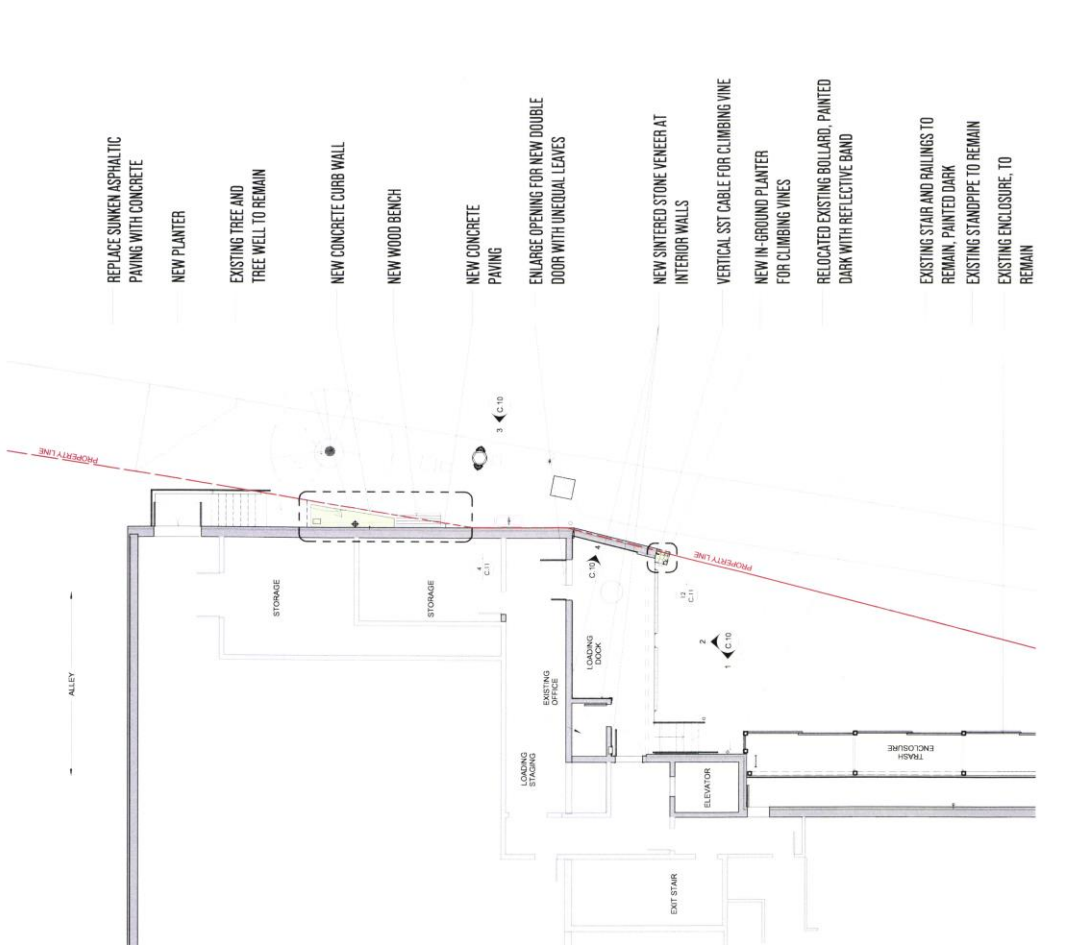 REPLACE SUNKEN ASPHALTIC
PAVING WITH CONCRETE
NEW PLANTER
EXISTING TREE AND
TREE WELL TO REMAIN
NEW CONCRETE CURB WALL
NEW WOOD BENCH
NEW CONCRETE
PAVING
ENLARGE OPENING FOR NEW DOUBLE
DOOR WITH UNEQUAL LEAVES
NEW SINTERED STONE VENEER AT
INTERIOR WALLS
VERTICAL SST CABLE FOR CLIMBING VINE
NEW IN-GROUND PLANTER
FOR CLIMBING VINES
RELOCATED EXISTING BOLLARD, PAINTED
DARK WITH REFLECTIVE BAND
EXISTING STAIR AND RAILINGS TO
REMAIN, PAINTED DARK
EXISTING STANDPIPE TO REMAIN
EXISTING ENCLOSURE, TO
REMAIN
PROPERTY LINE
3
C.10
4
C.11
4
C.10
PROPERTY LINE
12
C.11
2
1
C.10
STORAGE
STORAGE
ALLEY
EXISTING
OFFICE
LOADING
DOCK
LOADING
STAGING
ELEVATOR
TRASH
ENCLOSURE
EXIT STAIR